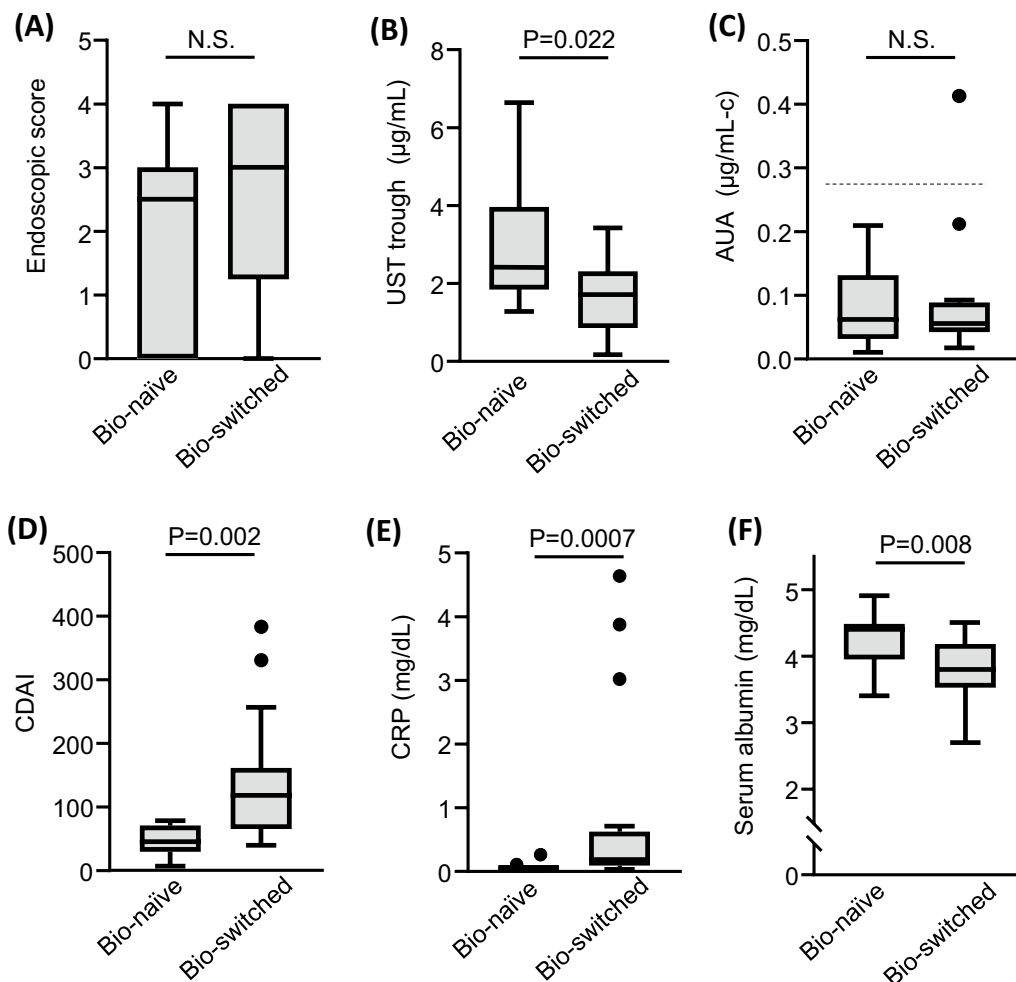 (A)
N.S.
Endoscopic score
5
4
3
2
1
0
Bio-naïve
Bio-switched
(B)
P=0.022
UST trough (µg/mL)
8
6
4
2
0
Bio-naïve
Bio-switched
(C)
N.S.
AUA (µg/mL-c)
0.5
0.4
0.3
0.2
0.1
0.0
Bio-naïve
Bio-switched
(D)
P=0.002
CDAI
500
400
300
200
100
0
Bio-naïve
Bio-switched
(E)
P=0.0007
CRP (mg/dL)
5
4
3
2
1
0
Bio-naïve
Bio-switched
(F)
P=0.008
Serum albumin (mg/dL)
5
4
3
2
0
Bio-naïve
Bio-switched